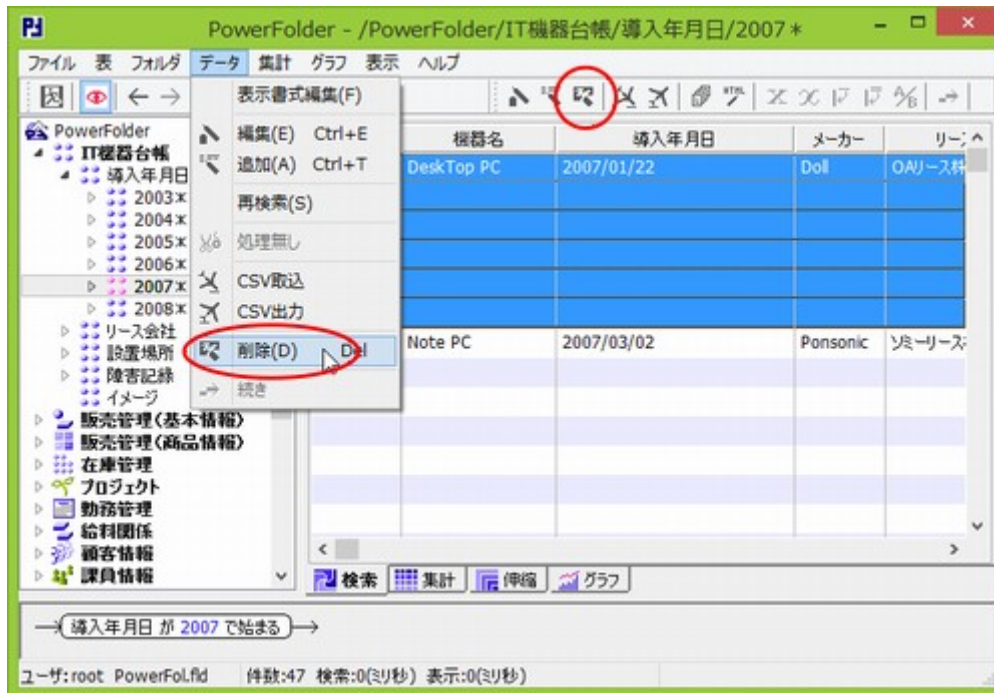 PowerFolder - /PowerFolder/IT機器台帳/導入年月日/2007＊
ファイル 表 フォルダ データ 集計 グラフ 表示 ヘルプ
表示書式編集(F)
編集(E) Ctrl+E
追加(A) Ctrl+T
再検索(S)
処理無し
CSV取込
CSV出力
削除(D) Del
続き
PowerFolder
IT機器台帳
導入年月日
2003＊
2004＊
2005＊
2006＊
2007＊
2008＊
リース会社
設置場所
障害記録
イメージ
販売管理(基本情報)
販売管理(商品情報)
在庫管理
プロジェクト
勤務管理
給料関係
顧客情報
課員情報
機器名 導入年月日 メーカー リース
DeskTop PC 2007/01/22 Doll OAリース株
Note PC 2007/03/02 Ponsonic ソミーリース
検索 集計 伸縮 グラフ
導入年月日 が 2007 で始まる
ユーザ:root PowerFol.fld 件数:47 検索:0(ミリ秒) 表示:0(ミリ秒)